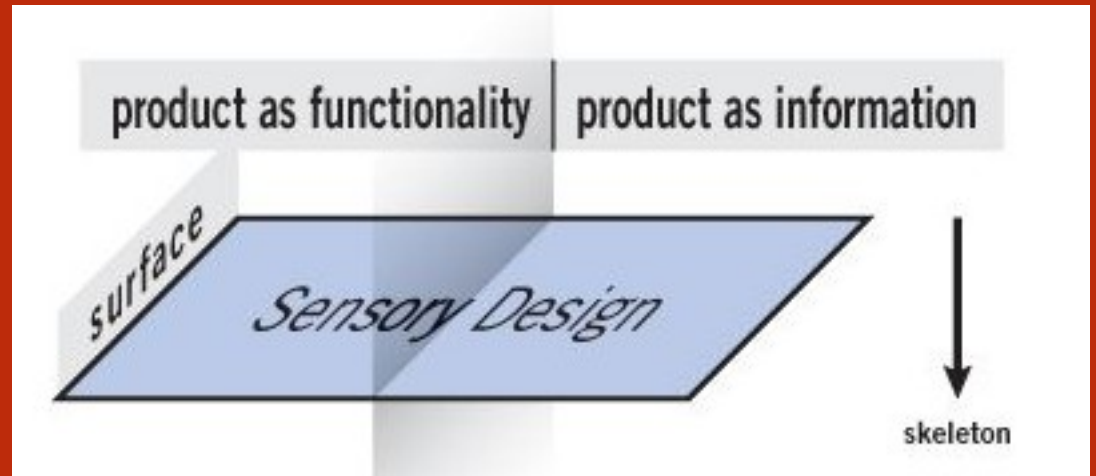 product as functionality | product as information
surface
Sensory Design
skeleton